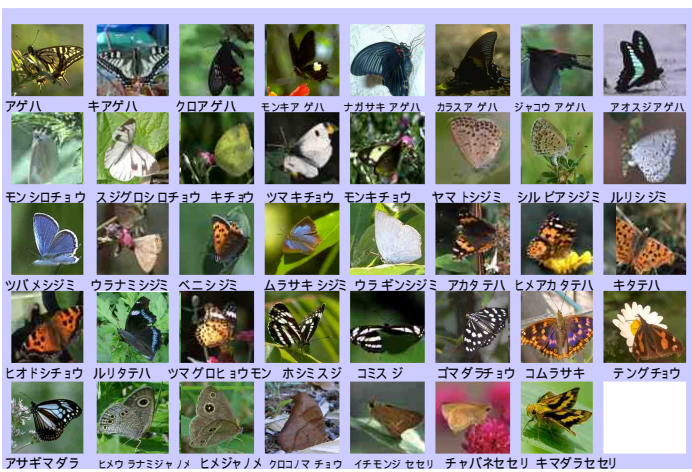 アゲハ キアゲハ クロアゲハ モンキアゲハ ナガサキアゲハ カラスアゲハ ジャコウアゲハ アオスジアゲハ
モンシロチョウ スジグロシロチョウ キチョウ ツマキチョウ モンキチョウ ヤマトシジミ シルビアシジミ ルリシジミ
ツバメシジミ ウラナミシジミ ベニシジミ ムラサキシジミ ウラギンシジミ アカタテハ ヒメアカタテハ キタテハ
ヒオドシチョウ ルリタテハ ツマグロヒョウモン ホシミスジ コミスジ ゴマダラチョウ コムラサキ テングチョウ
アサギマダラ ヒメウラナミジャノメ ヒメジャノメ クロコノマチョウ イチモンジセセリ チャバネセセリ キマダラセセリ